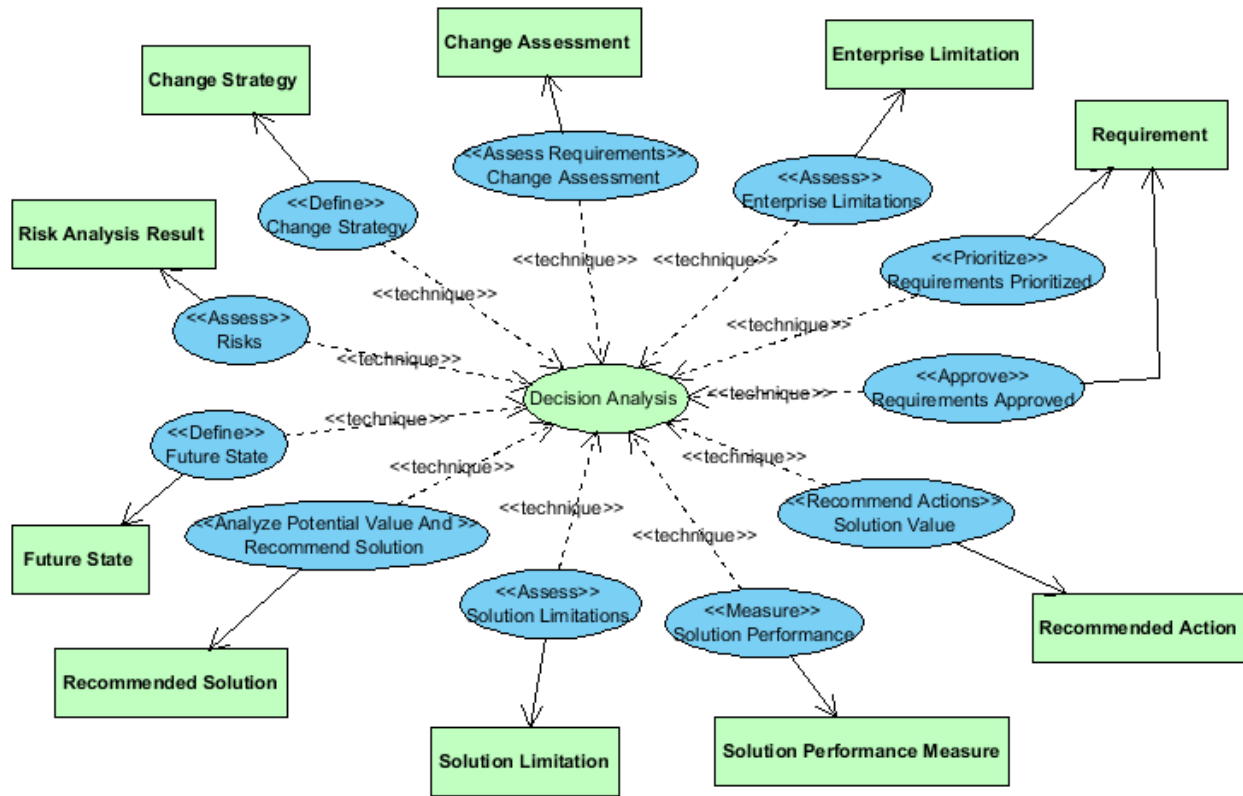 Change Assessment
Enterprise Limitation
Change Strategy
Requirement
<<Assess Requirements>>
Change Assessment
<<Assess>>
Enterprise Limitations
<<Define>>
Change Strategy
Risk Analysis Result
<<Prioritize>>
Requirements Prioritized
<<technique>>
<<technique>>
<<technique>>
<<Assess>>
Risks
<<technique>>
<<technique>>
<<Approve>>
Requirements Approved
Decision Analysis
<<technique>>
<<technique>>
<<Define>>
Future State
<<technique>>
<<technique>>
<<Recommend Actions>>
Solution Value
<<technique>>
<<Analyze Potential Value And >>
Recommend Solution
<<technique>>
Future State
<<Assess>>
Solution Limitations
<<Measure>>
Solution Performance
Recommended Action
Recommended Solution
Solution Limitation
Solution Performance Measure